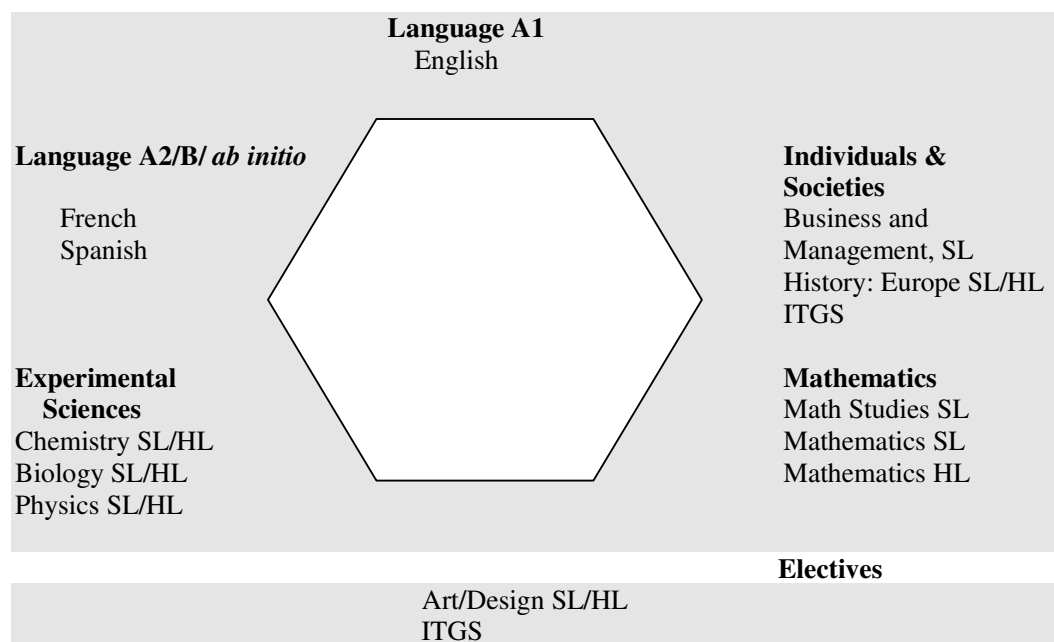 Language A1
English
Language A2/B/ ab initio
French
Spanish
Individuals &
Societies
Business and
Management, SL
History: Europe SL/HL
ITGS
Experimental
Sciences
Chemistry SL/HL
Biology SL/HL
Physics SL/HL
Mathematics
Math Studies SL
Mathematics SL
Mathematics HL
Electives
Art/Design SL/HL
ITGS